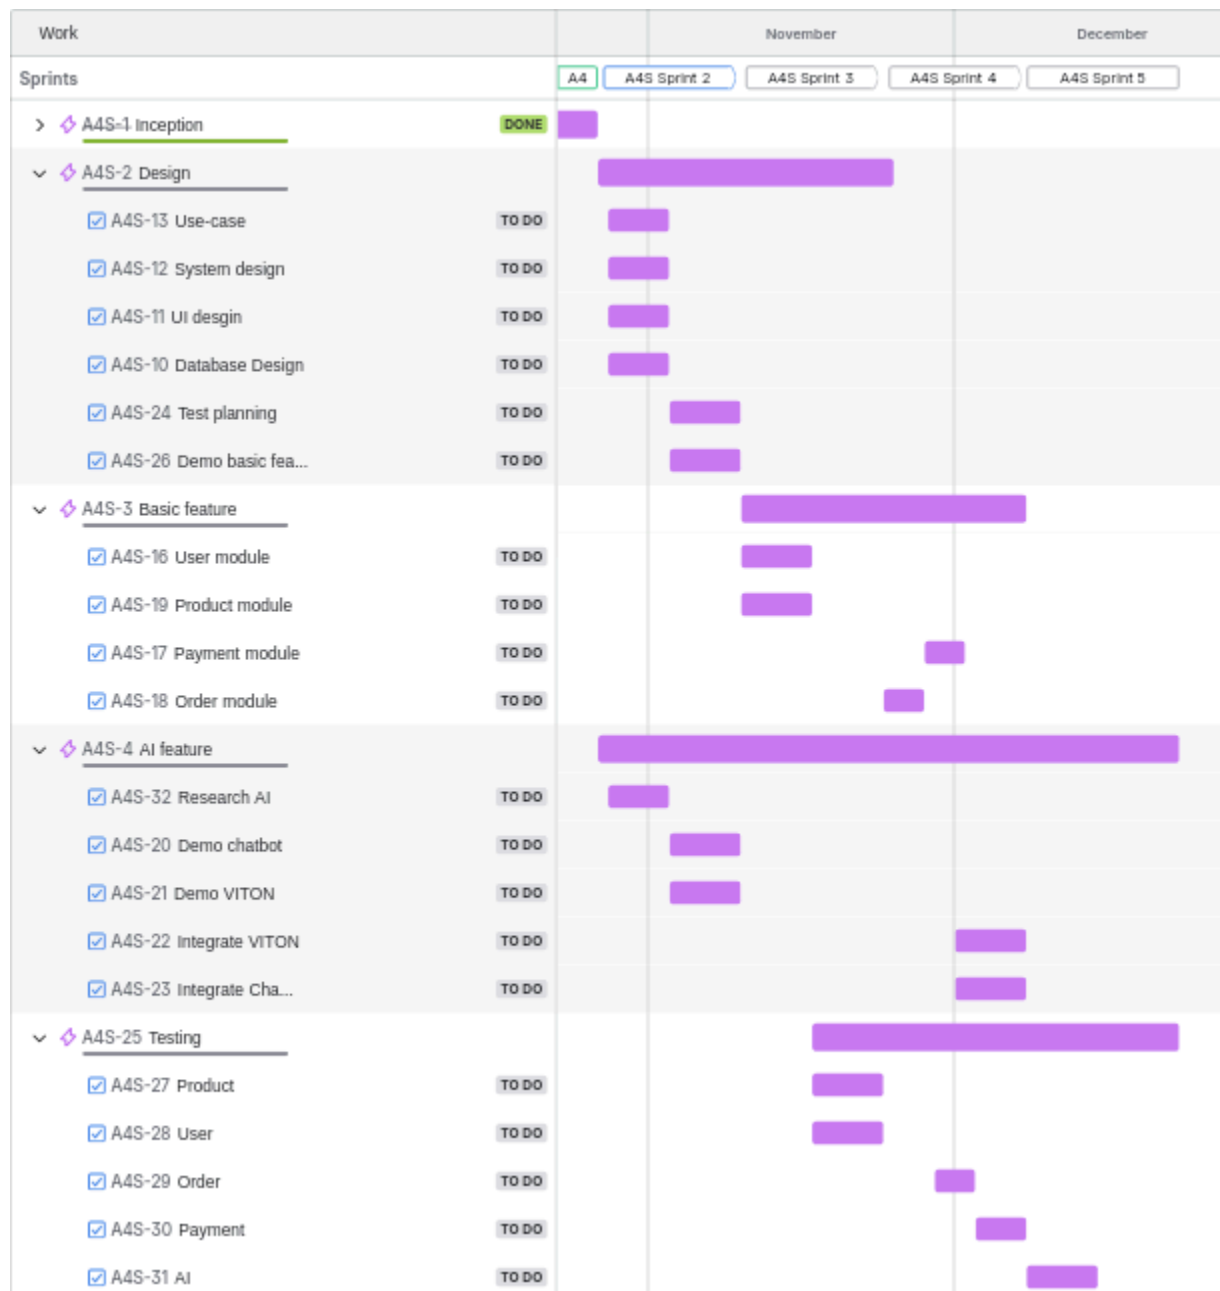 Work November December
Sprints A4 A4S Sprint 2 A4S Sprint 3 A4S Sprint 4 A4S Sprint 5
A4S-1 Inception DONE
A4S-2 Design
A4S-13 Use-case TO DO
A4S-12 System design TO DO
A4S-11 UI desgin TO DO
A4S-10 Database Design TO DO
A4S-24 Test planning TO DO
A4S-26 Demo basic fea... TO DO
A4S-3 Basic feature
A4S-16 User module TO DO
A4S-19 Product module TO DO
A4S-17 Payment module TO DO
A4S-18 Order module TO DO
A4S-4 AI feature
A4S-32 Research AI TO DO
A4S-20 Demo chatbot TO DO
A4S-21 Demo VITON TO DO
A4S-22 Integrate VITON TO DO
A4S-23 Integrate Cha... TO DO
A4S-25 Testing
A4S-27 Product TO DO
A4S-28 User TO DO
A4S-29 Order TO DO
A4S-30 Payment TO DO
A4S-31 AI TO DO